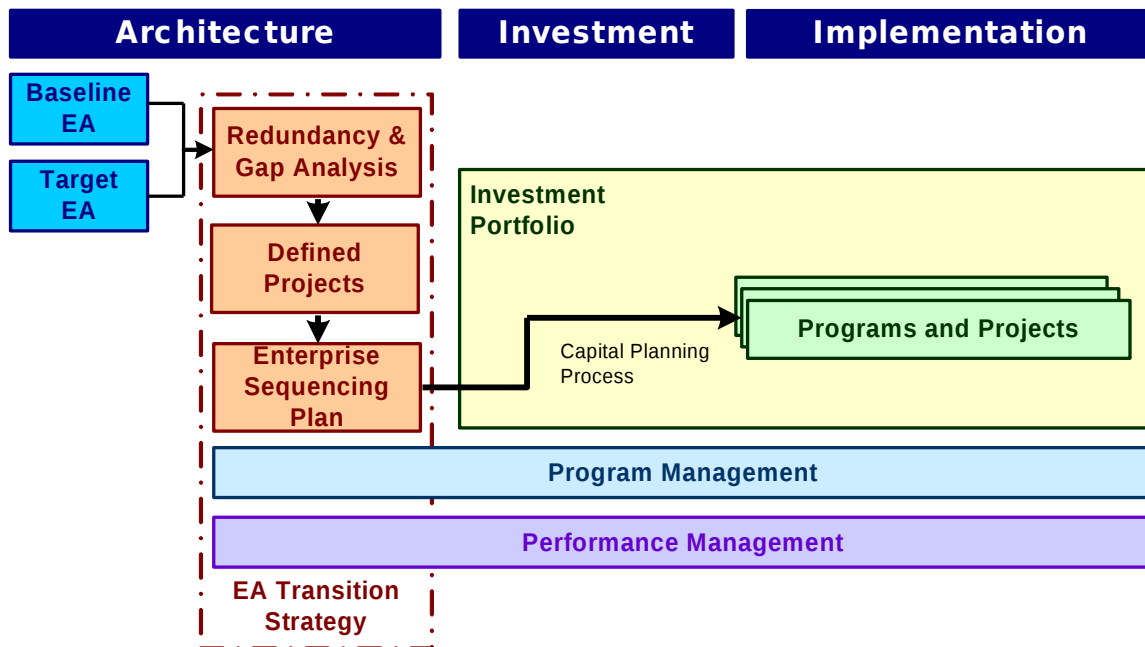 Architecture
Investment
Implementation
Baseline
EA
Target
EA
Redundancy &
Gap Analysis
Defined
Projects
Enterprise
Sequencing
Plan
Investment
Portfolio
Capital Planning
Process
Programs and Projects
Program Management
Performance Management
EA Transition
Strategy